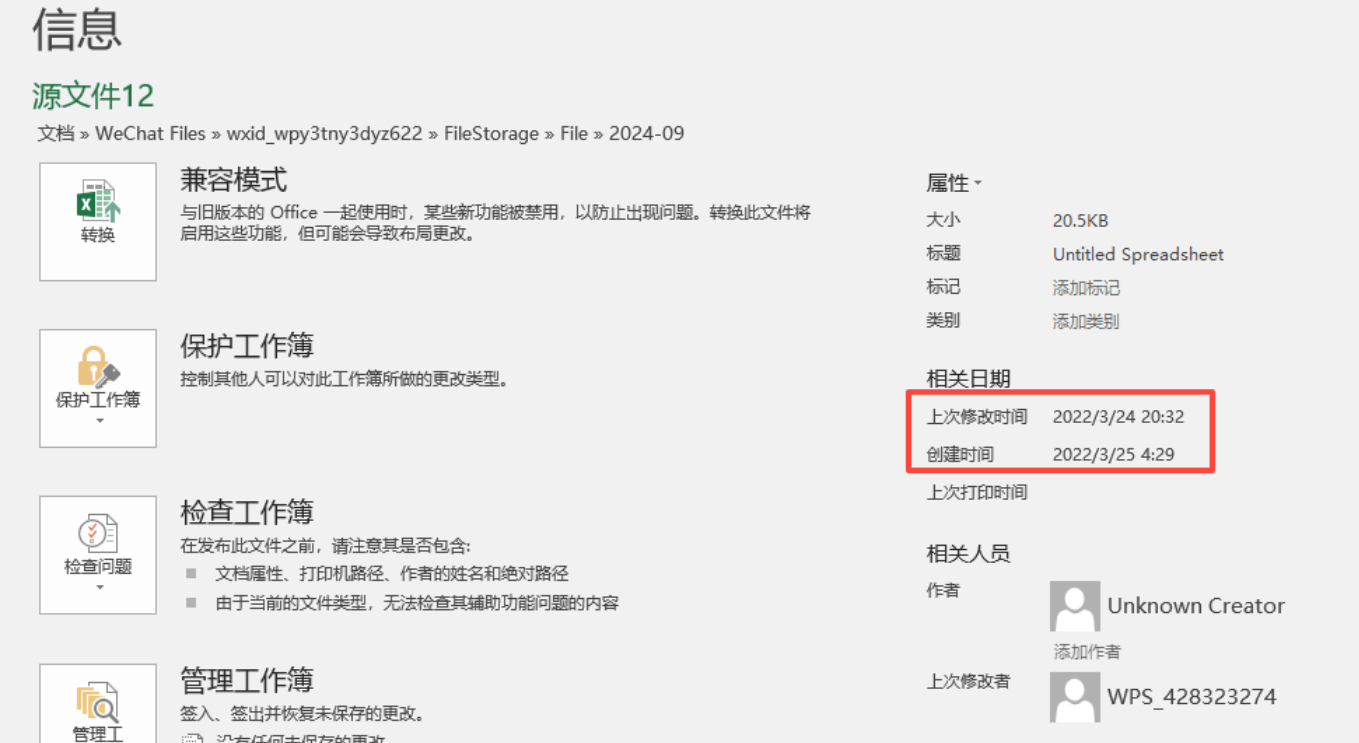 信息
源文件12
文档 » WeChat Files » wxid_wpy3tny3dyz622 » FileStorage » File » 2024-09
转换
兼容模式
与旧版本的 Office 一起使用时，某些新功能被禁用，以防止出现问题。转换此文件将
启用这些功能，但可能会导致布局更改。
保护工作簿
保护工作簿
控制其他人可以对此工作簿所做的更改类型。
检查问题
检查工作簿
在发布此文件之前，请注意其是否包含:
文档属性、打印机路径、作者的姓名和绝对路径
由于当前的文件类型，无法检查其辅助功能问题的内容
管理工
管理工作簿
签入、签出并恢复未保存的更改。
没有任何未保存的更改
属性
大小 20.5KB
标题 Untitled Spreadsheet
标记 添加标记
类别 添加类别
相关日期
上次修改时间 2022/3/24 20:32
创建时间 2022/3/25 4:29
上次打印时间
相关人员
作者 Unknown Creator
添加作者
上次修改者 WPS_428323274